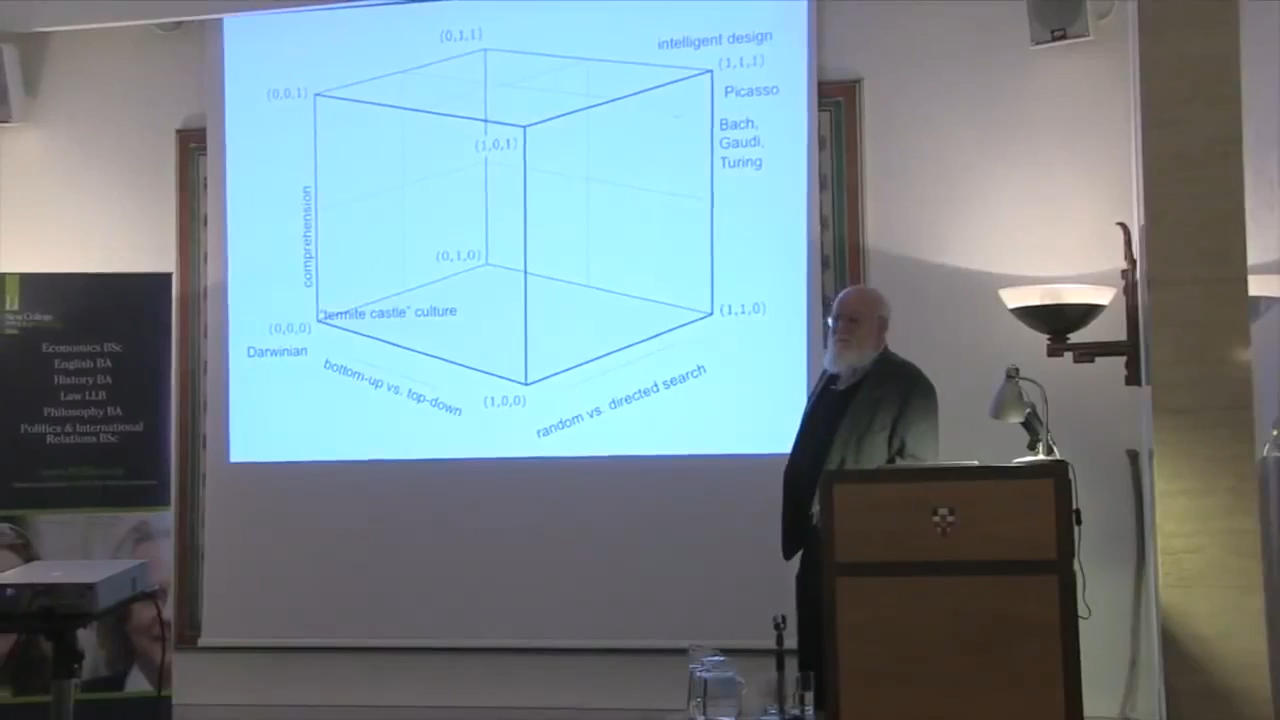 (0,1,1)
intelligent design
(1,1,1)
(0,0,1)
Picasso
Bach,
Gaudi,
Turing
(1,0,1)
comprehension
(0,1,0)
"termite castle" culture
(0,0,0)
(1,1,0)
Darwinian
bottom-up vs. top-down
(1,0,0)
random vs. directed search
New College
Economics BSc
English BA
History BA
Law LLB
Philosophy BA
Politics & International
Relations BSc